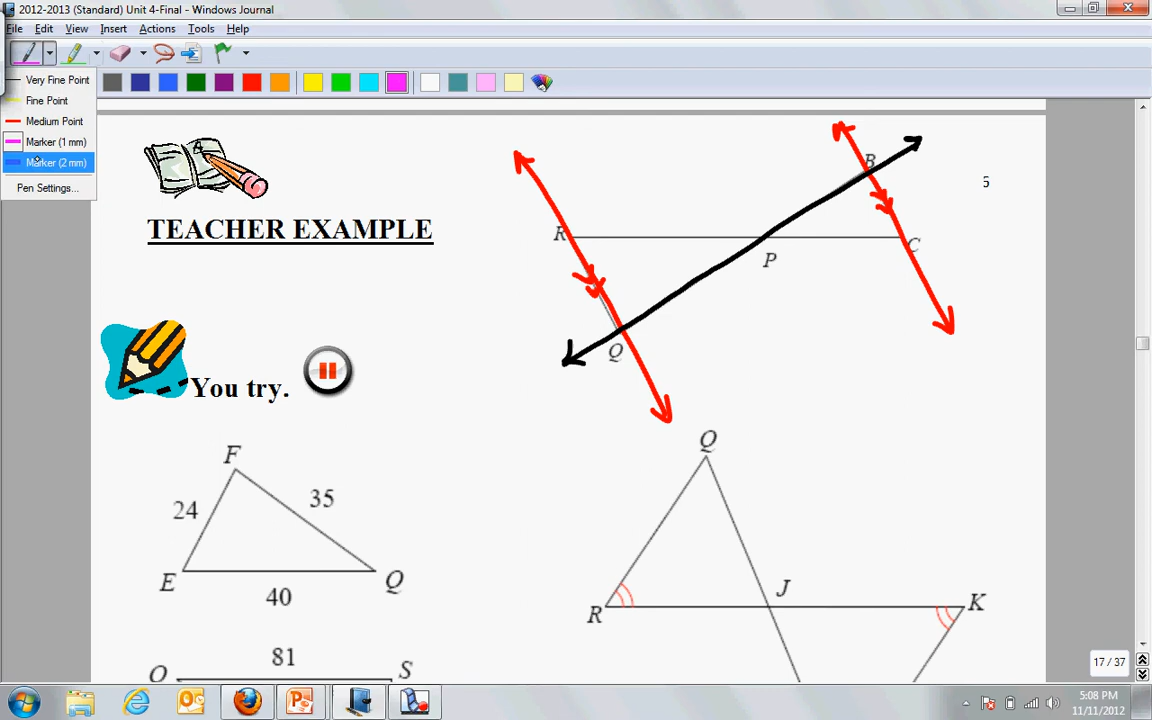 2012-2013 (Standard) Unit 4-Final - Windows Journal
File Edit View Insert Actions Tools Help
Very Fine Point
Fine Point
Medium Point
Marker (1 mm)
Marker (2 mm)
Pen Settings...
TEACHER EXAMPLE
R
B
C
P
Q
5
You try.
F
24
35
E
40
Q
81
O
S
Q
J
R
K
17 / 37
5:08 PM
11/11/2012